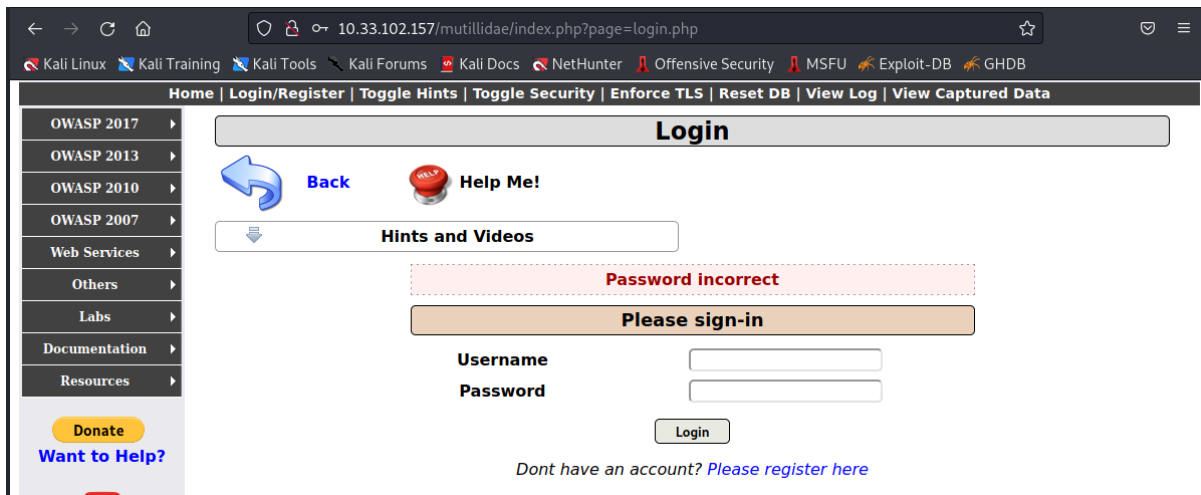 10.33.102.157/mutillidae/index.php?page=login.php
Kali Linux Kali Training Kali Tools Kali Forums Kali Docs NetHunter Offensive Security MSFU Exploit-DB GHDB
Home | Login/Register | Toggle Hints | Toggle Security | Enforce TLS | Reset DB | View Log | View Captured Data
OWASP 2017
OWASP 2013
OWASP 2010
OWASP 2007
Web Services
Others
Labs
Documentation
Resources
Donate
Want to Help?
Login
Back
HELP
Help Me!
Hints and Videos
Password incorrect
Please sign-in
Username
Password
Login
Dont have an account? Please register here